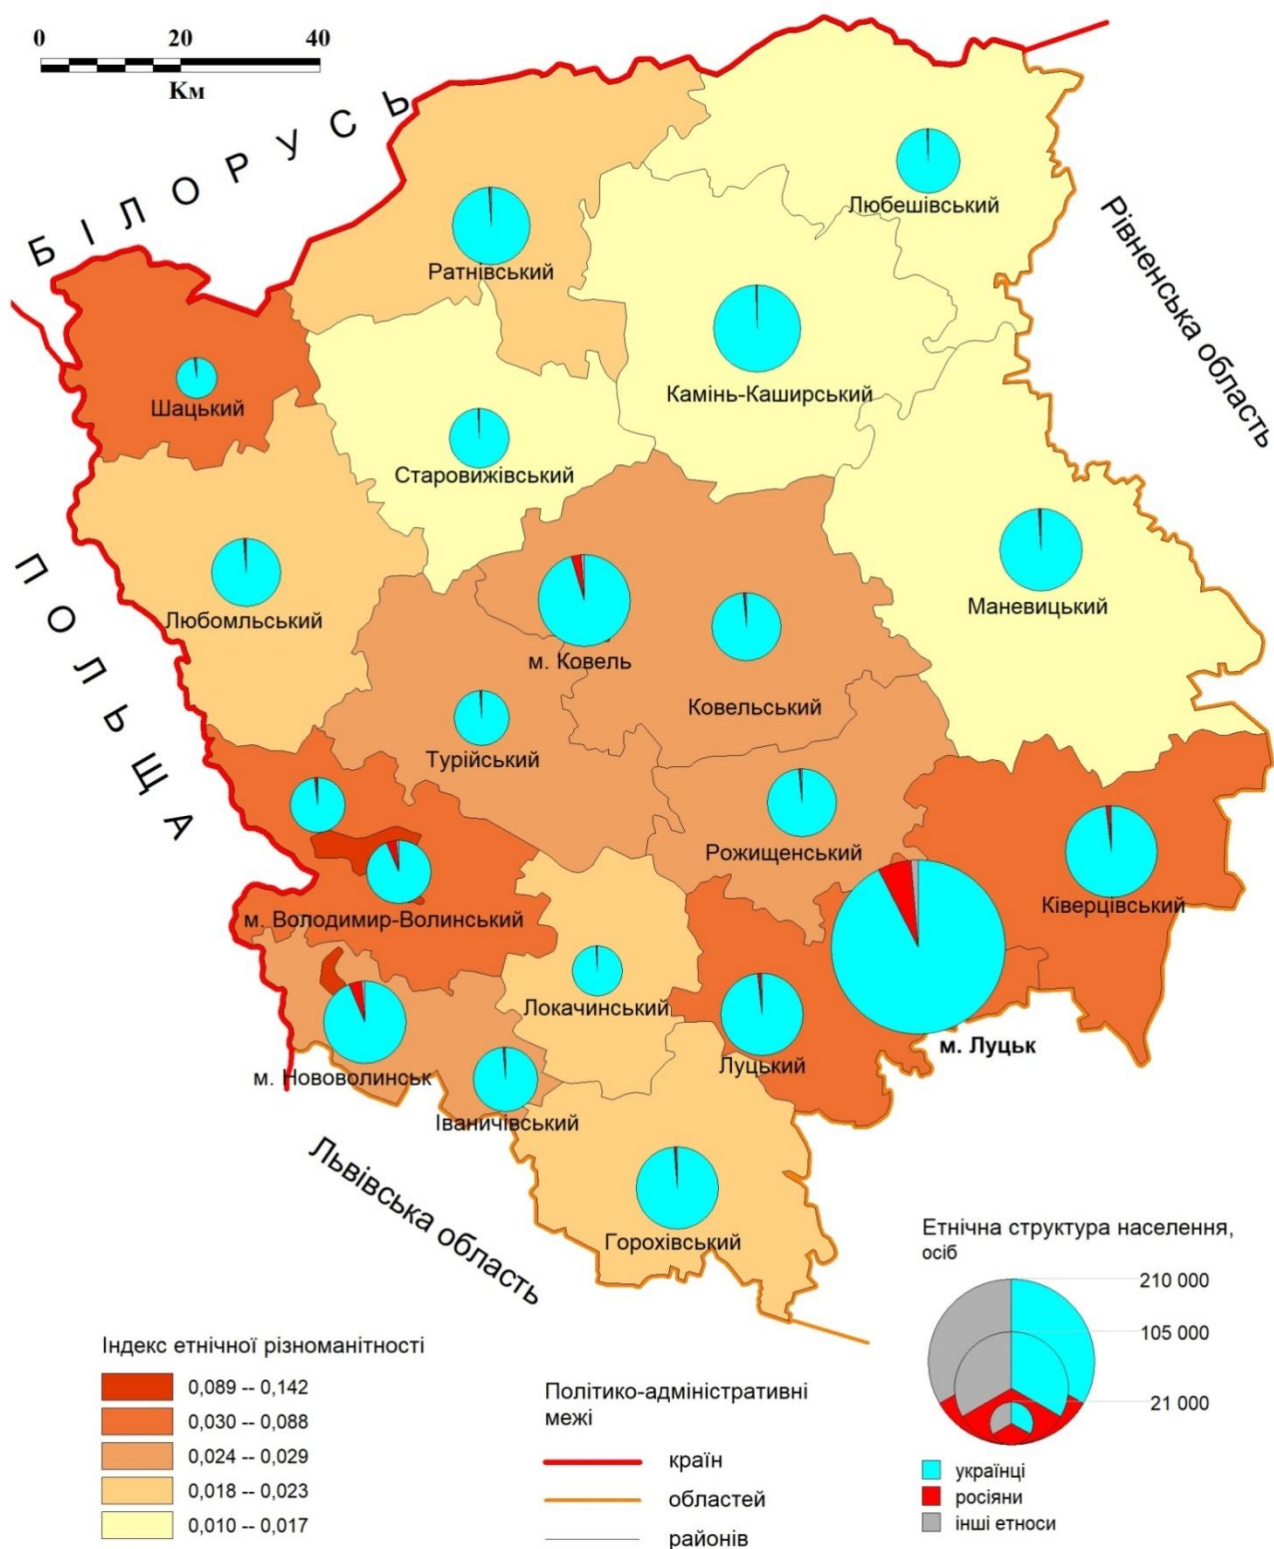 0 20 40
Км
БІЛОРУСЬ
Любешівський
Рівненська область
Ратнівський
Камінь-Каширський
Шацький
Старовижівський
ПОЛЬЩА
Любомльський
Маневицький
м. Ковель
Ковельський
Турійський
Рожищенський
Ківерцівський
м. Володимир-Волинський
Локачинський
м. Луцьк
Луцький
м. Нововолинськ
Іваничівський
Львівська область
Горохівський
Етнічна структура населення,
осіб
210 000
105 000
21 000
українці
росіяни
інші етноси
Індекс етнічної різноманітності
0,089 -- 0,142
0,030 -- 0,088
0,024 -- 0,029
0,018 -- 0,023
0,010 -- 0,017
Політико-адміністративні
межі
країн
областей
районів